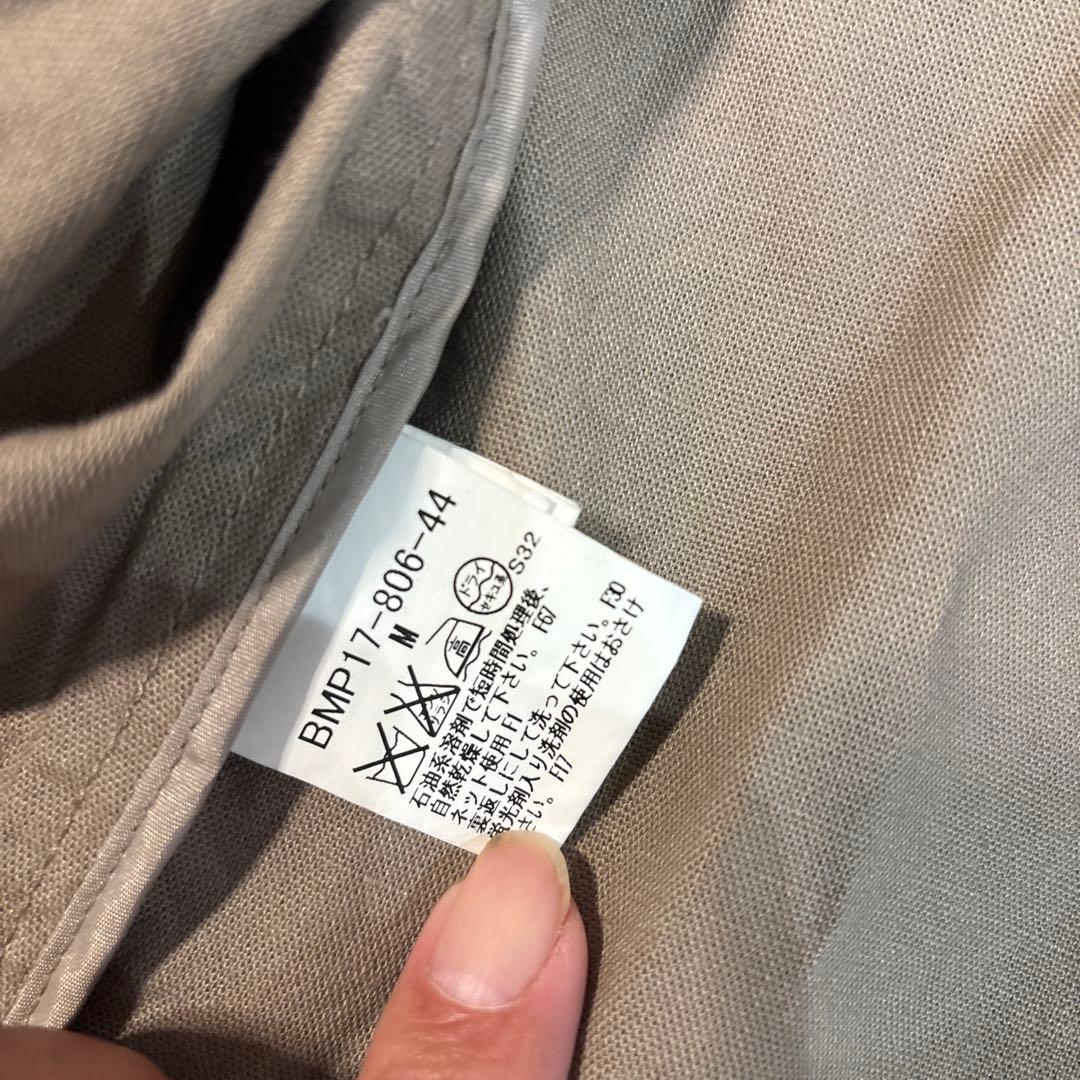 BMP17-806-44
M
高 ドライ セキユ系 S32
石油系溶剤で短時間処理後、
自然乾燥して下さい。 F67
ネット使用 F1
裏返しにして洗って下さい。 F30
蛍光剤入り洗剤の使用はおさけ
さい。 F17